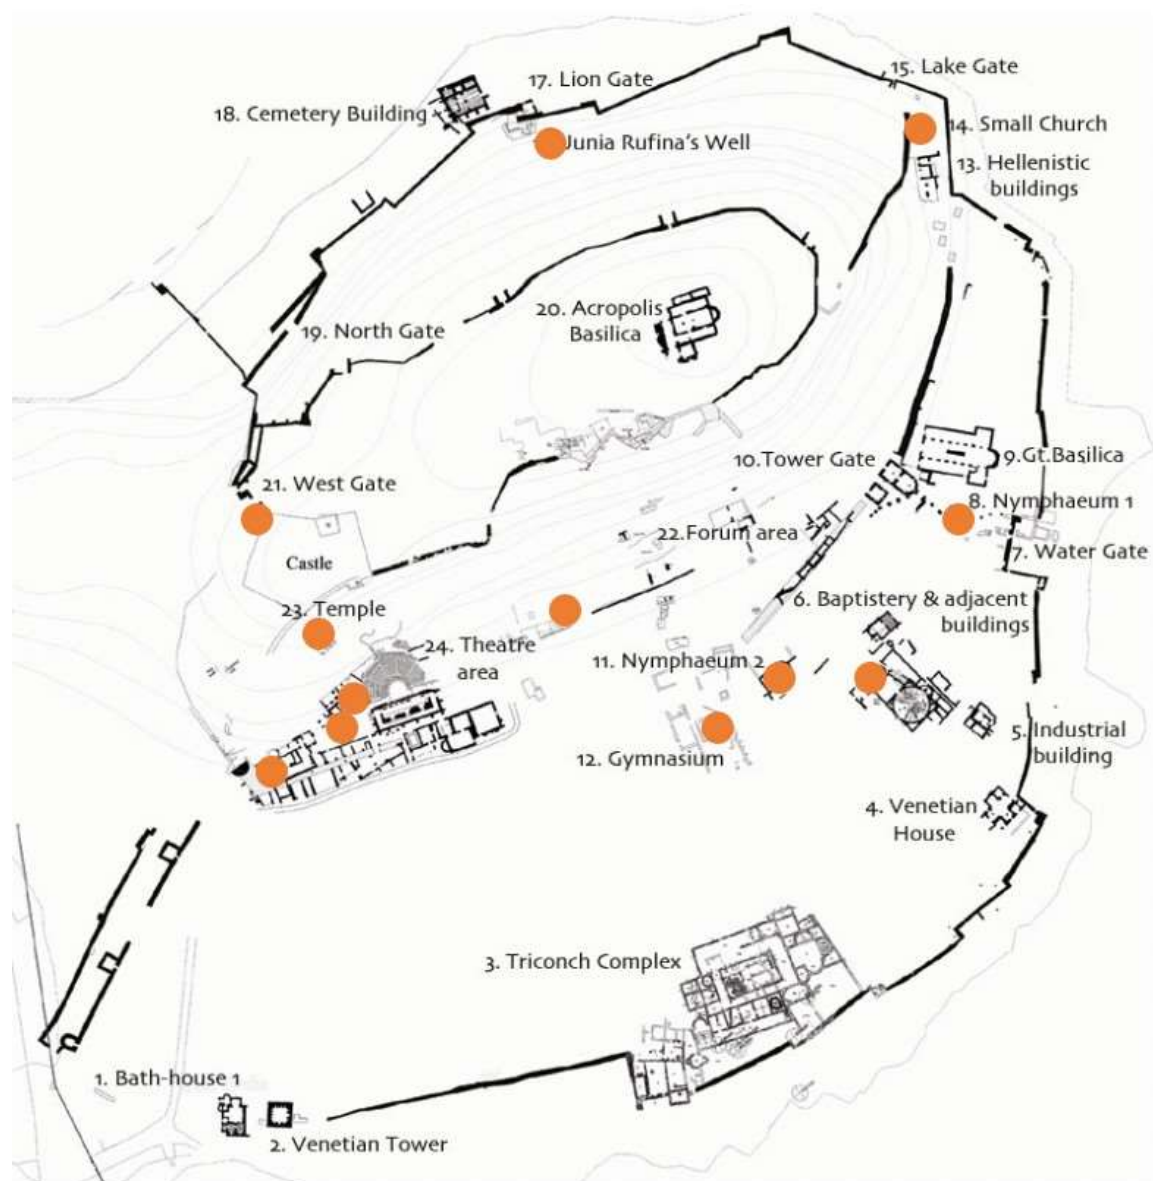 17. Lion Gate
15. Lake Gate
18. Cemetery Building
14. Small Church
Junia Rufina's Well
13. Hellenistic
buildings
20. Acropolis
Basilica
19. North Gate
10.Tower Gate
9.Gt.Basilica
21. West Gate
8. Nymphaeum 1
22.Forum area
7. Water Gate
Castle
6. Baptistery & adjacent
buildings
23. Temple
24. Theatre
area
11. Nymphaeum 2
5. Industrial
building
12. Gymnasium
4. Venetian
House
3. Triconch Complex
1. Bath-house 1
2. Venetian Tower